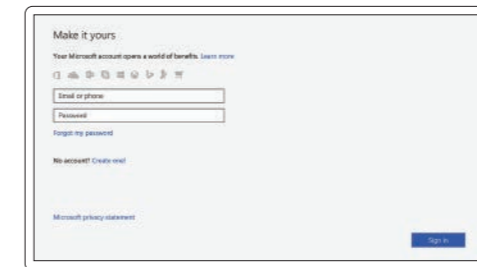 Make it yours
Your Microsoft account opens a world of benefits. Learn more
Email or phone
Password
Forgot my password
No account? Create one!
Microsoft privacy statement
Sign in